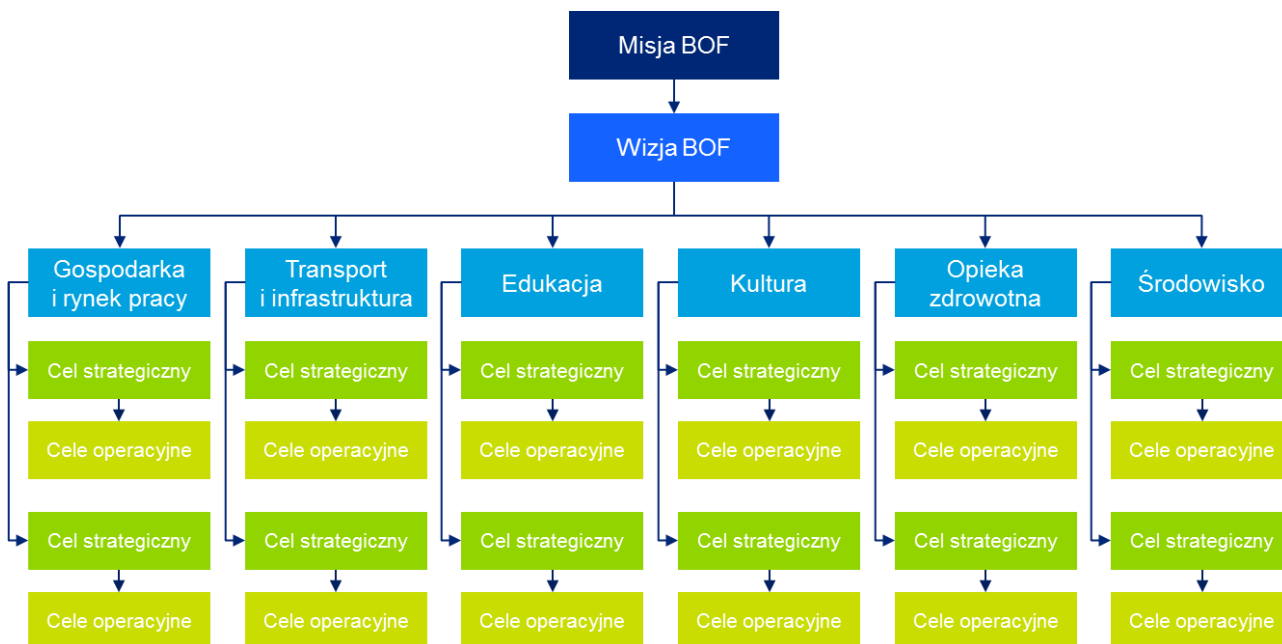 Misja BOF
Wizja BOF
Gospodarka
i rynek pracy
Transport
i infrastruktura
Edukacja
Kultura
Opieka
zdrowotna
Środowisko
Cel strategiczny
Cel strategiczny
Cel strategiczny
Cel strategiczny
Cel strategiczny
Cel strategiczny
Cele operacyjne
Cele operacyjne
Cele operacyjne
Cele operacyjne
Cele operacyjne
Cele operacyjne
Cel strategiczny
Cel strategiczny
Cel strategiczny
Cel strategiczny
Cel strategiczny
Cel strategiczny
Cele operacyjne
Cele operacyjne
Cele operacyjne
Cele operacyjne
Cele operacyjne
Cele operacyjne